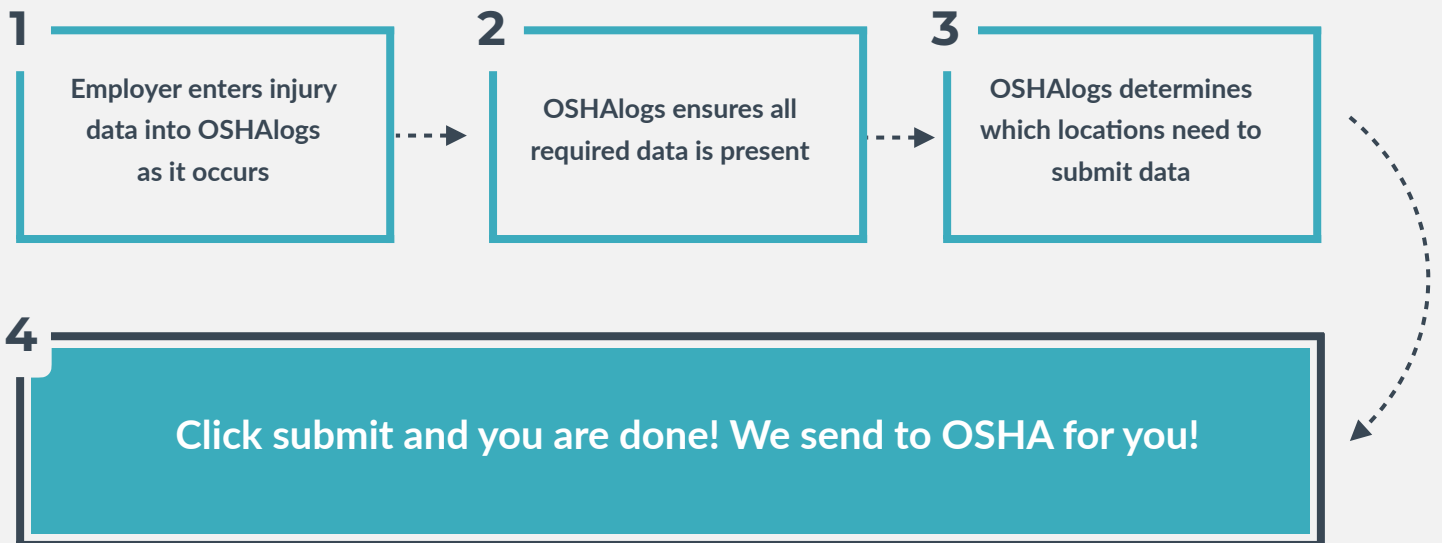 1
Employer enters injury
data into OSHAlogs
as it occurs
2
OSHAlogs ensures all
required data is present
3
OSHAlogs determines
which locations need to
submit data
4
Click submit and you are done! We send to OSHA for you!